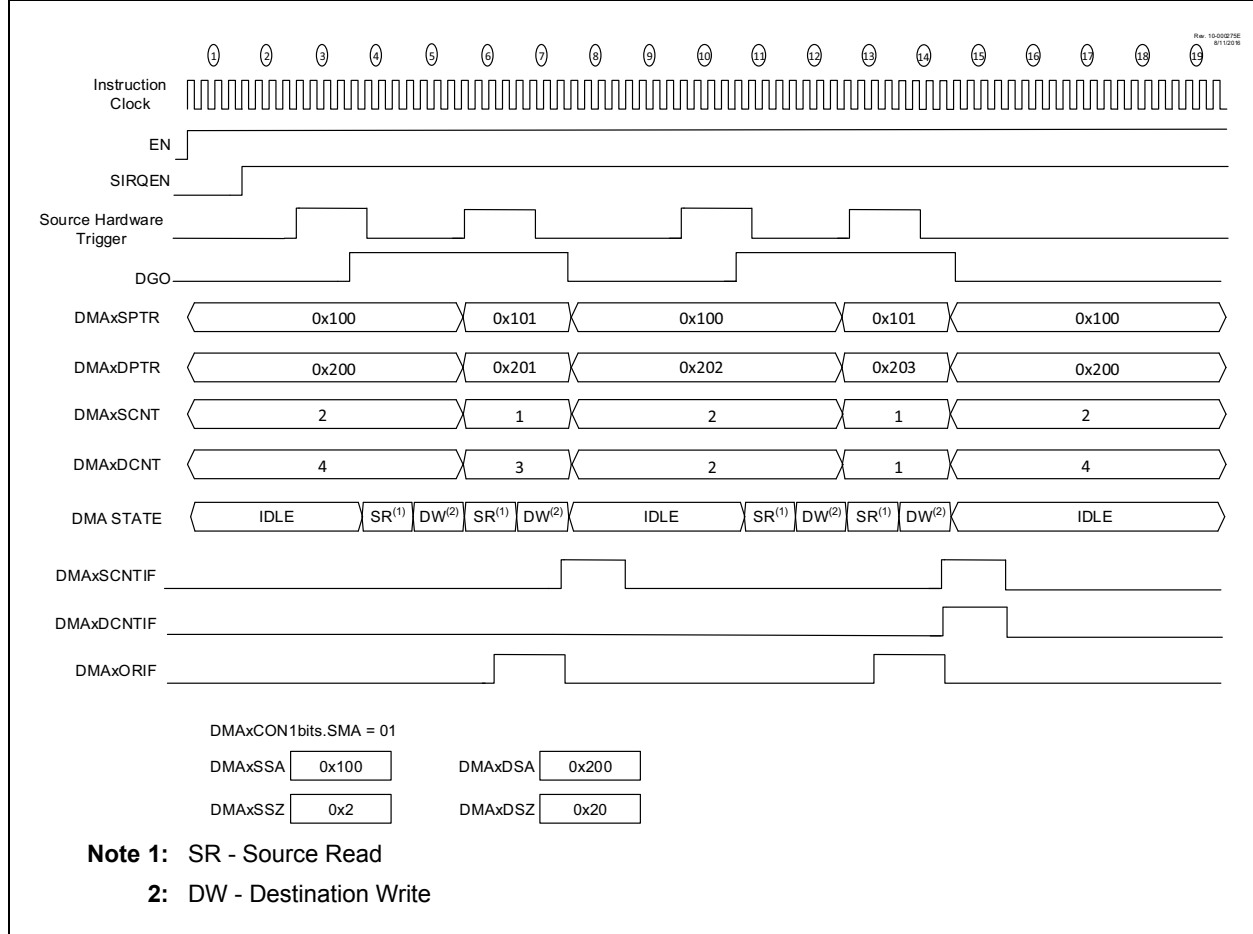 Rev. 10-000275E
8/11/2016
1 2 3 4 5 6 7 8 9 10 11 12 13 14 15 16 17 18 19
Instruction
Clock
EN
SIRQEN
Source Hardware
Trigger
DGO
DMAxSPTR 0x100 0x101 0x100 0x101 0x100
DMAxDPTR 0x200 0x201 0x202 0x203 0x200
DMAxSCNT 2 1 2 1 2
DMAxDCNT 4 3 2 1 4
DMA STATE IDLE SR(1) DW(2) SR(1) DW(2) IDLE SR(1) DW(2) SR(1) DW(2) IDLE
DMAxSCNTIF
DMAxDCNTIF
DMAxORIF
DMAxCON1bits.SMA = 01
DMAxSSA 0x100 DMAxDSA 0x200
DMAxSSZ 0x2 DMAxDSZ 0x20
Note 1: SR - Source Read
2: DW - Destination Write